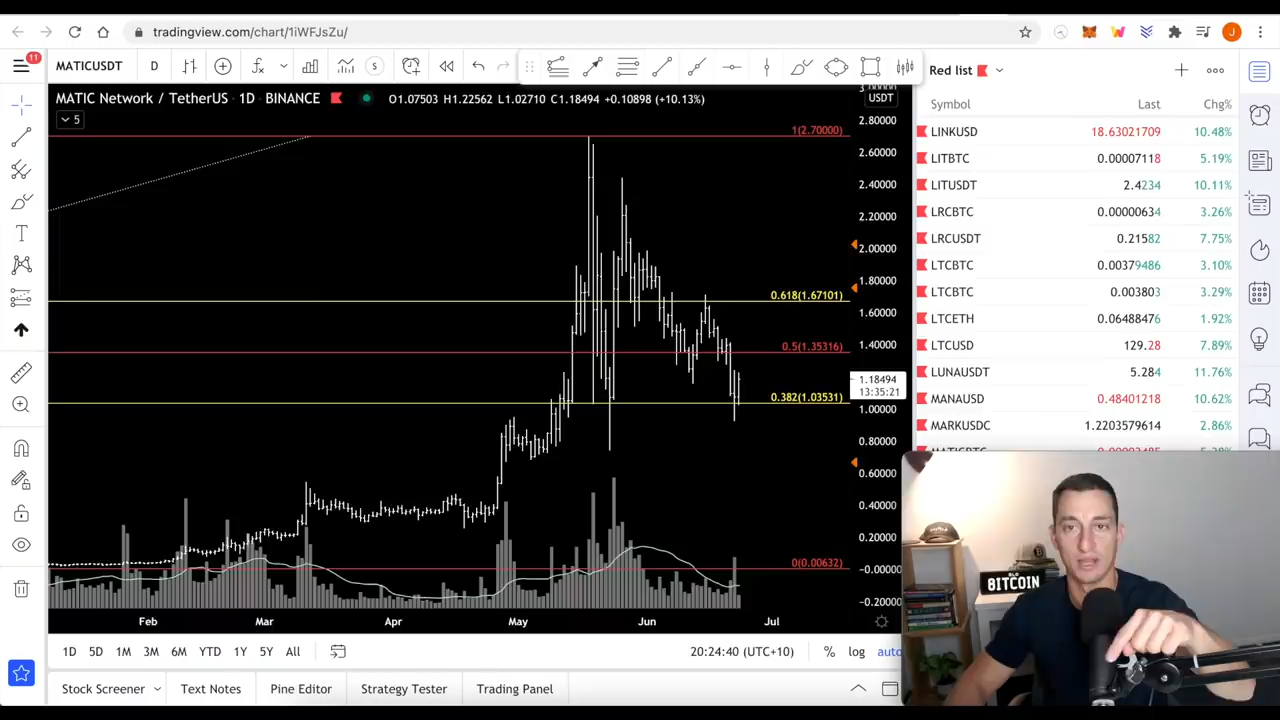 tradingview.com/chart/1iWFJsZu/
J
11
MATICUSDT D S
Red list
MATIC Network / TetherUS · 1D · BINANCE O1.07503 H1.22562 L1.02710 C1.18494 +0.10898 (+10.13%)
USDT
5
Symbol Last Chg%
LINKUSD 18.63021709 10.48%
LITBTC 0.00007118 5.19%
LITUSDT 2.4234 10.11%
LRCBTC 0.00000634 3.26%
LRCUSDT 0.21582 7.75%
LTCBTC 0.00379486 3.10%
LTCBTC 0.003803 3.29%
LTCETH 0.06488476 1.92%
LTCUSD 129.28 7.89%
LUNAUSDT 5.284 11.76%
MANAUSD 0.48401218 10.62%
MARKUSDC 1.2203579614 2.86%
1(2.70000)
0.618(1.67101)
0.5(1.35316)
0.382(1.03531)
0(0.00632)
2.80000
2.60000
2.40000
2.20000
2.00000
1.80000
1.60000
1.40000
1.18494
13:35:21
1.00000
0.80000
0.60000
0.40000
0.20000
-0.00000
-0.20000
Feb Mar Apr May Jun Jul
1D 5D 1M 3M 6M YTD 1Y 5Y All
20:24:40 (UTC+10) % log auto
Stock Screener Text Notes Pine Editor Strategy Tester Trading Panel
BITCOIN